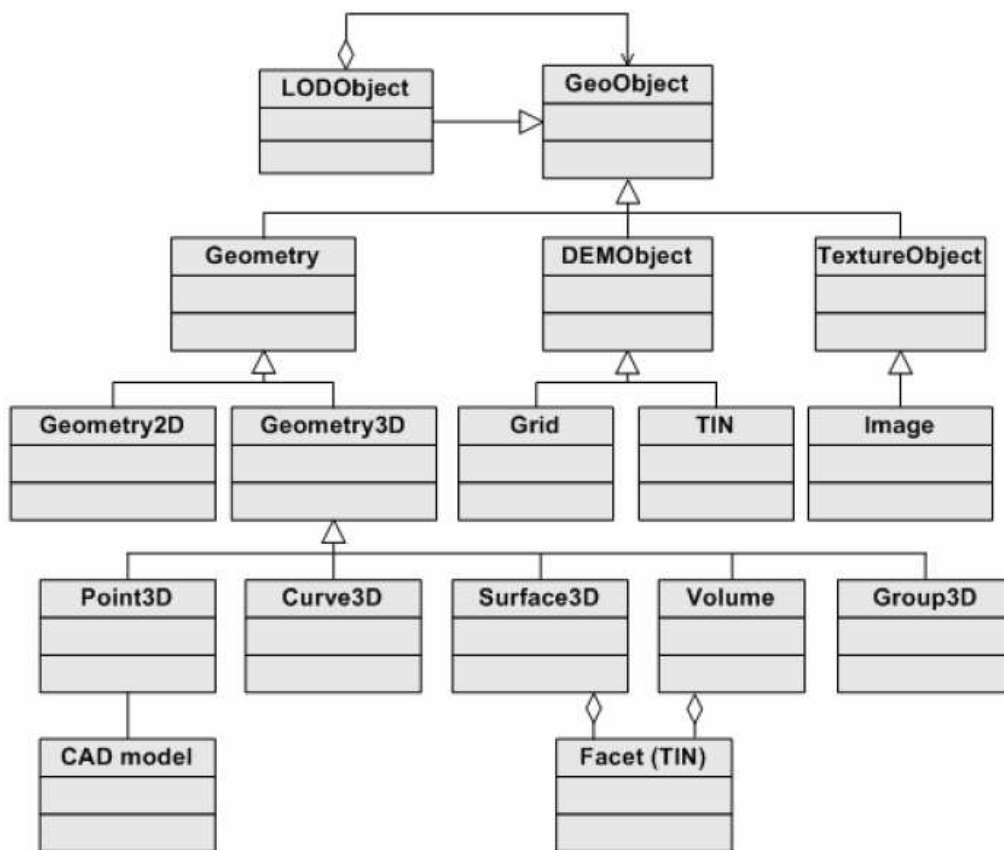 LODObject
GeoObject
Geometry
DEMObject
TextureObject
Geometry2D
Geometry3D
Grid
TIN
Image
Point3D
Curve3D
Surface3D
Volume
Group3D
CAD model
Facet (TIN)